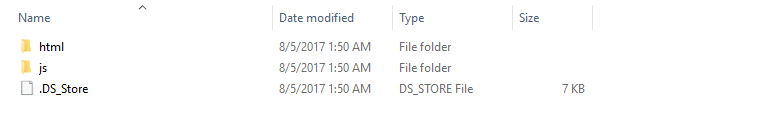 Name Date modified Type Size
html 8/5/2017 1:50 AM File folder
js 8/5/2017 1:50 AM File folder
.DS_Store 8/5/2017 1:50 AM DS_STORE File 7 KB